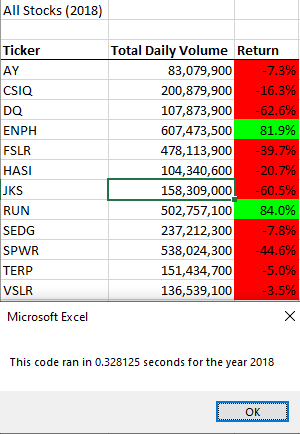 All Stocks (2018)
Ticker Total Daily Volume Return
AY 83,079,900 -7.3%
CSIQ 200,879,900 -16.3%
DQ 107,873,900 -62.6%
ENPH 607,473,500 81.9%
FSLR 478,113,900 -39.7%
HASI 104,340,600 -20.7%
JKS 158,309,000 -60.5%
RUN 502,757,100 84.0%
SEDG 237,212,300 -7.8%
SPWR 538,024,300 -44.6%
TERP 151,434,700 -5.0%
VSLR 136,539,100 -3.5%
Microsoft Excel
This code ran in 0.328125 seconds for the year 2018
OK